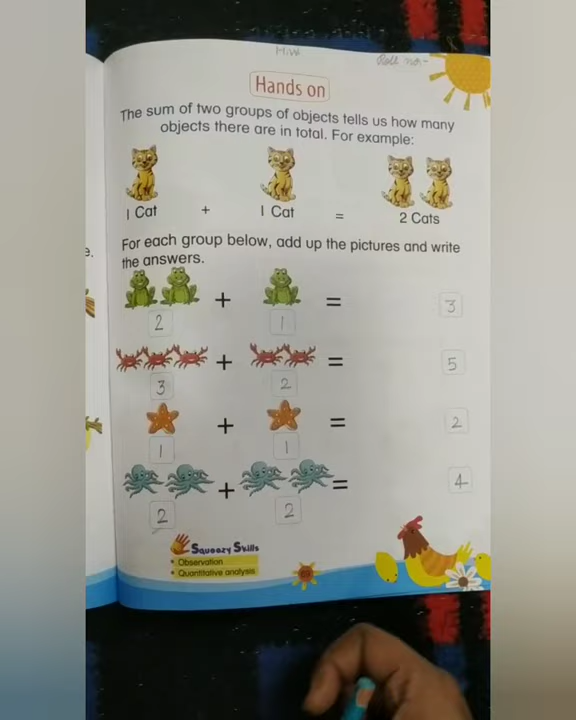 H.W.
Roll no:-
Hands on
The sum of two groups of objects tells us how many
objects there are in total. For example:
1 Cat + 1 Cat = 2 Cats
For each group below, add up the pictures and write
e.
the answers.
+ = 3
2 1
+ = 5
3 2
+ = 2
1 1
+ = 4
2 2
Squeezy Skills
• Observation
• Quantitative analysis